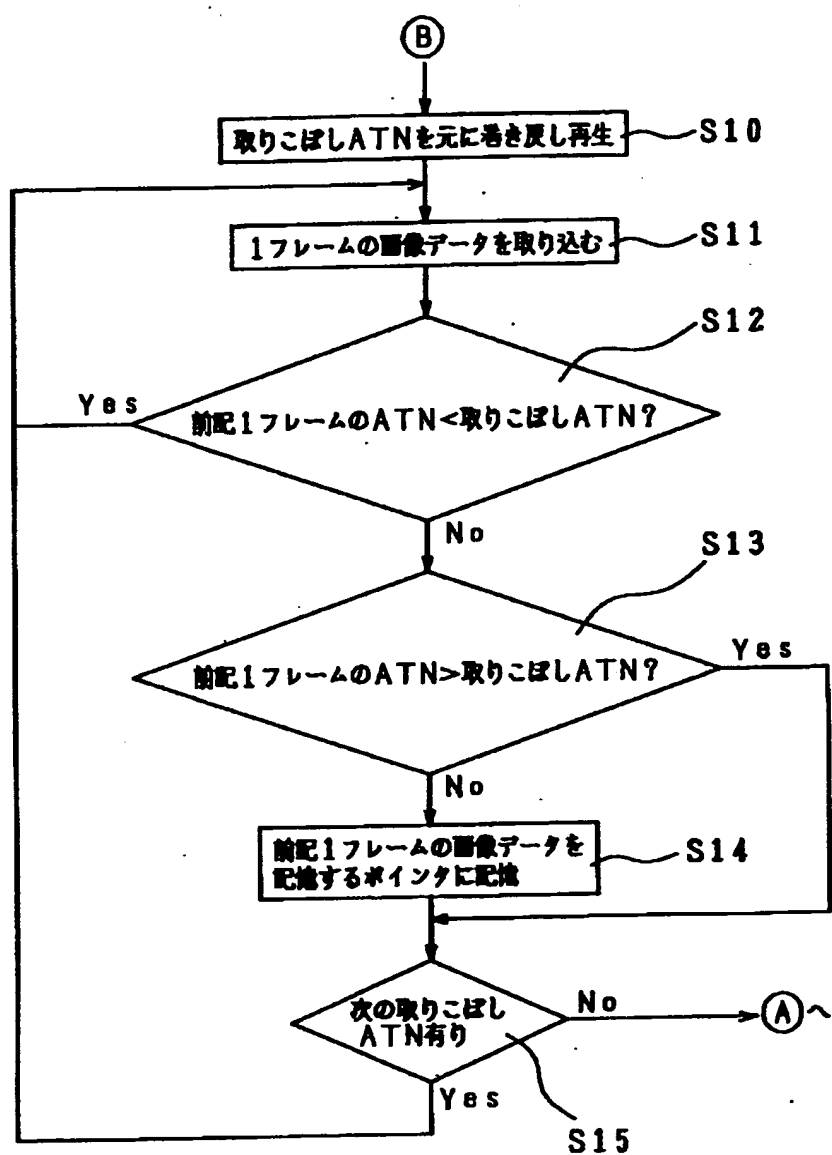 B
取りこぼしATNを元に巻き戻し再生
S10
1フレームの画像データを取り込む
S11
S12
Yes
前記1フレームのATN<取りこぼしATN?
No
S13
Yes
前記1フレームのATN>取りこぼしATN?
No
前記1フレームの画像データを
記憶するポインタに記憶
S14
次の取りこぼし
ATN有り
No
Aへ
Yes
S15